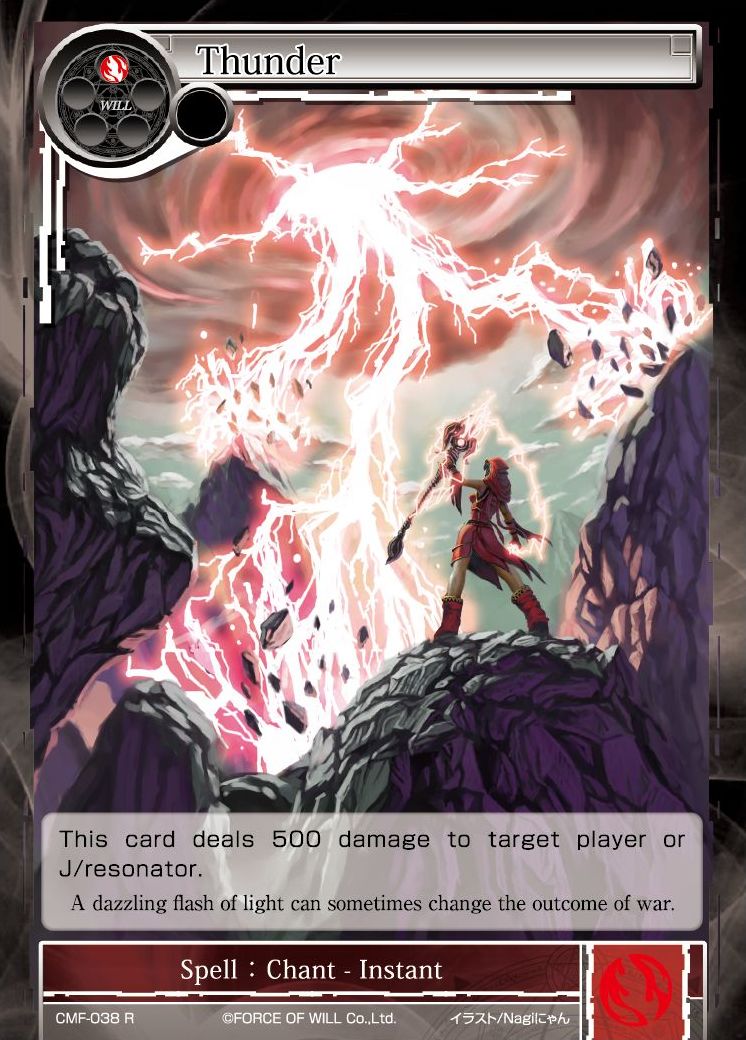 Thunder
WILL
This card deals 500 damage to target player or
J/resonator.
A dazzling flash of light can sometimes change the outcome of war.
Spell : Chant - Instant
CMF-038 R ©FORCE OF WILL Co.,Ltd. イラスト/Nagiにゃん